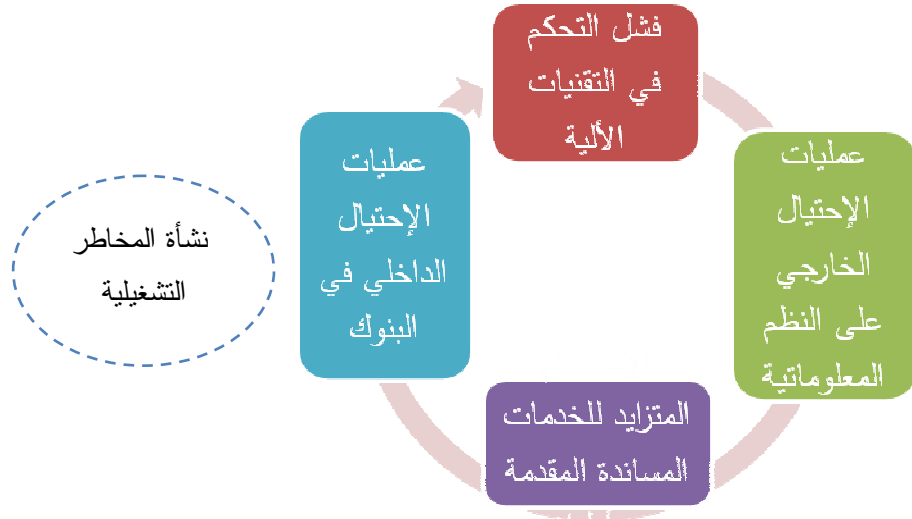 فشل التحكم
في التقنيات
الألية
عمليات
الإحتيال
الخارجي
على النظم
المعلوماتية
المتزايد للخدمات
المساندة المقدمة
عمليات
الإحتيال
الداخلي في
البنوك
نشأة المخاطر
التشغيلية